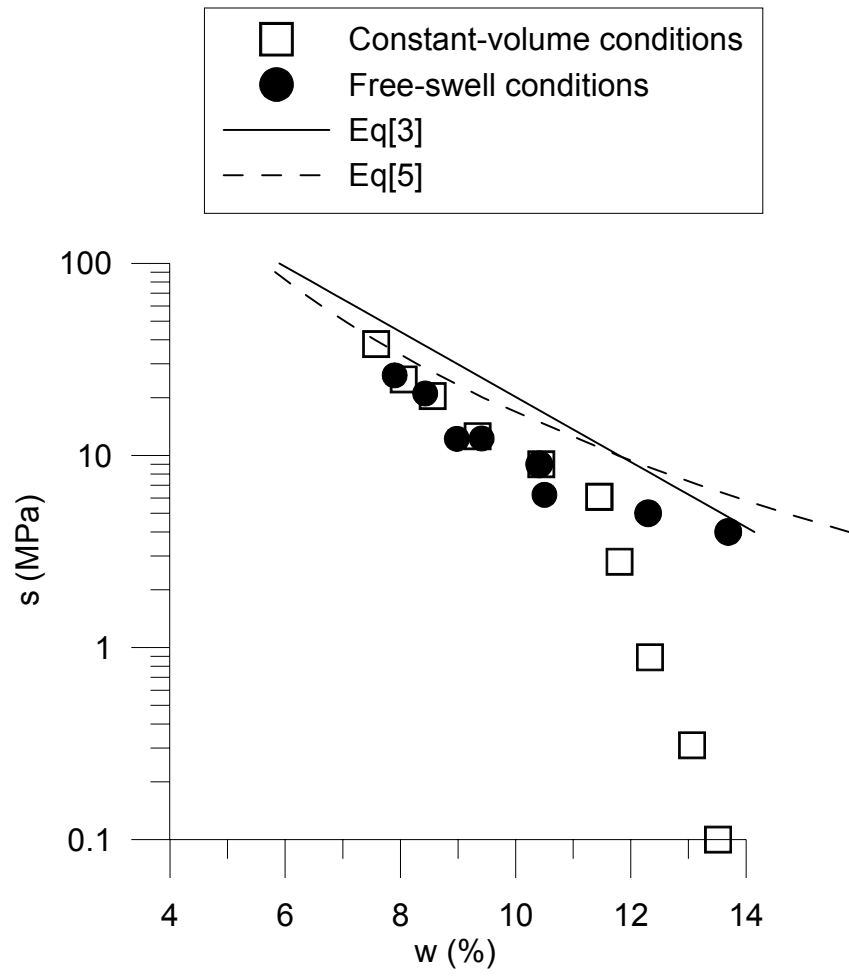 Constant-volume conditions
Free-swell conditions
Eq[3]
Eq[5]
100
10
1
0.1
s (MPa)
4 6 8 10 12 14
w (%)